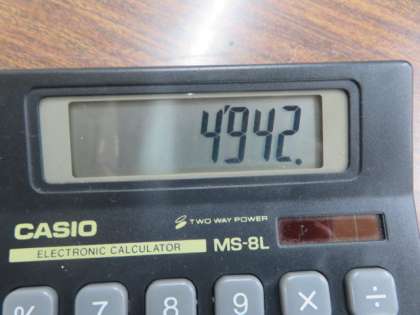 4'942.
CASIO
TWO WAY POWER
ELECTRONIC CALCULATOR MS-8L
% 7 8 9 × ÷